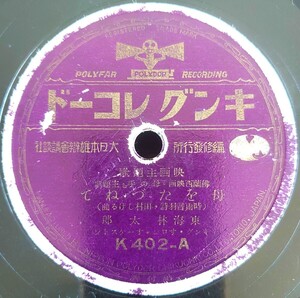 POLYFAR POLYDOR RECORDING
キングレコード
編修發行所 大日本雄辯會講談社
映画主題歌
母をたづねて
東海林太郎
K402-A